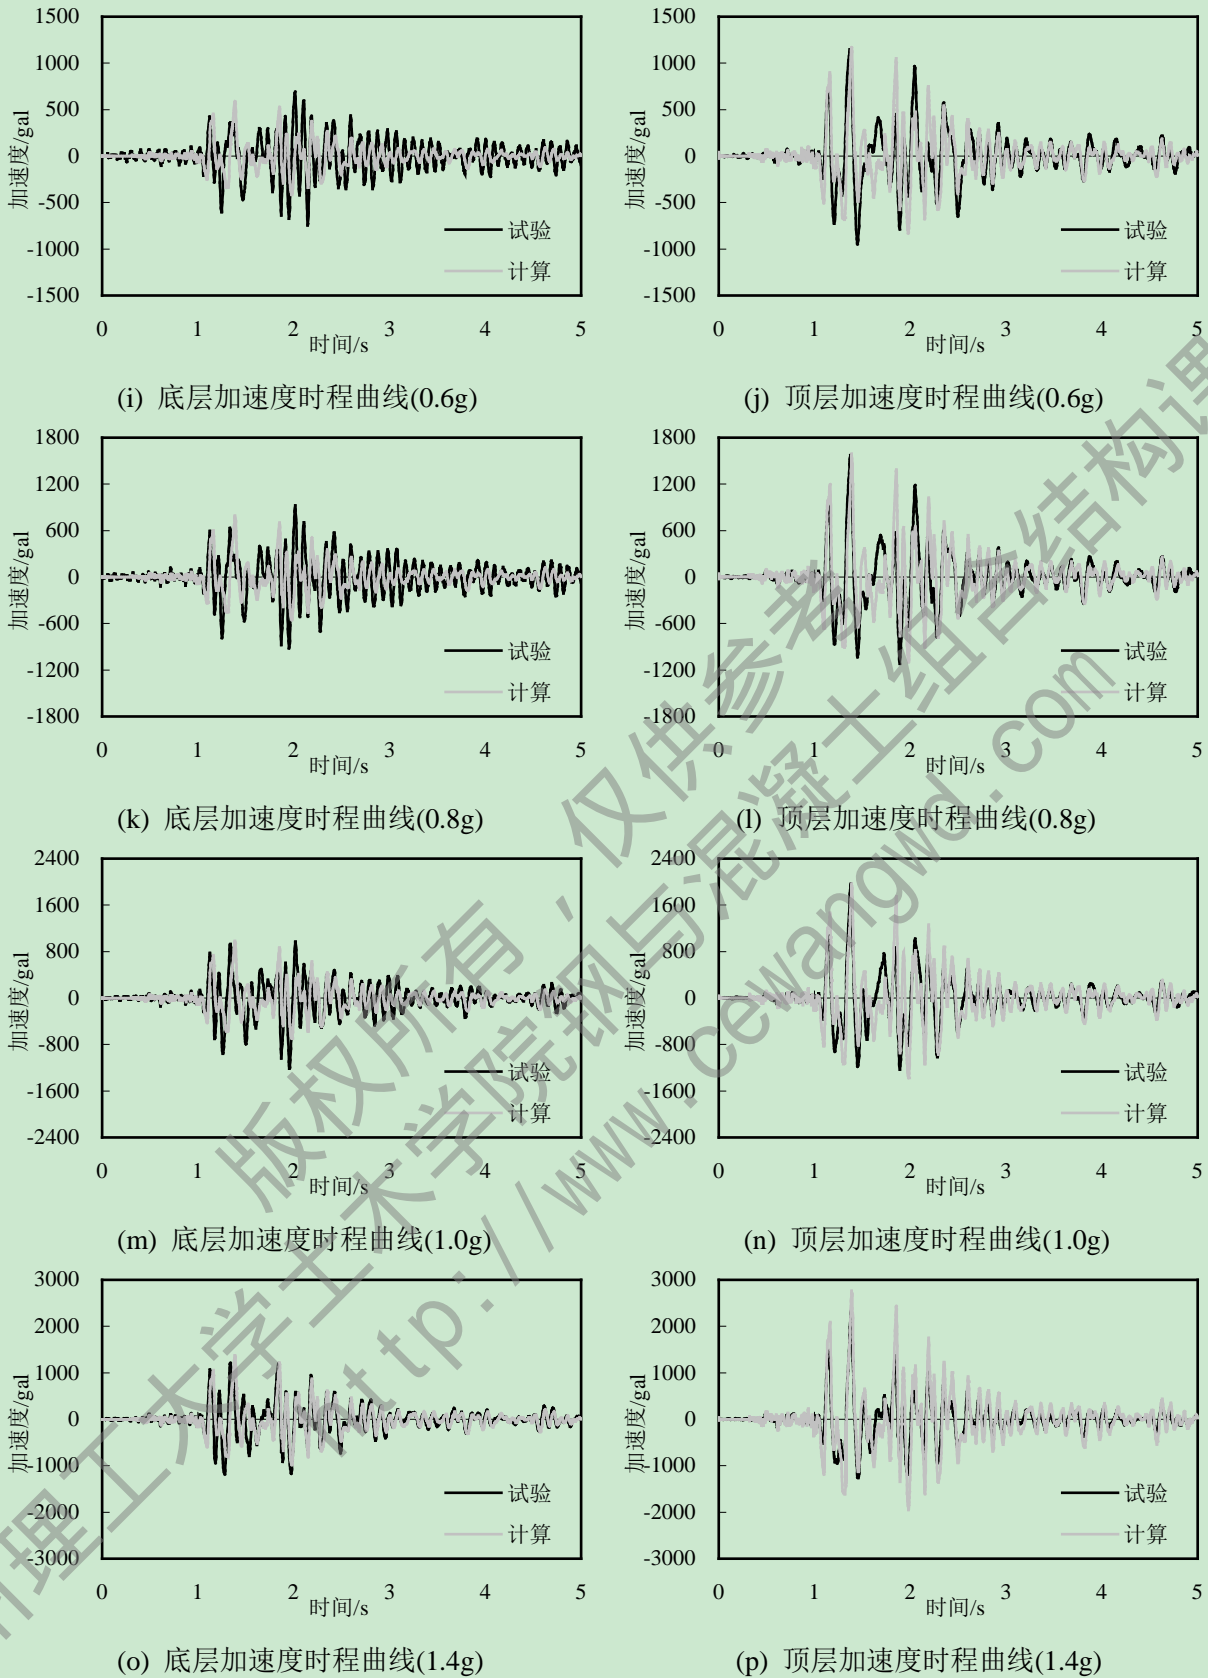 1500
1000
500
0
-500
-1000
-1500
加速度/gal
试验
计算
0 1 2 3 4 5
时间/s
(i) 底层加速度时程曲线(0.6g)
1500
1000
500
0
-500
-1000
-1500
加速度/gal
试验
计算
0 1 2 3 4 5
时间/s
(j) 顶层加速度时程曲线(0.6g)
1800
1200
600
0
-600
-1200
-1800
加速度/gal
试验
计算
0 1 2 3 4 5
时间/s
(k) 底层加速度时程曲线(0.8g)
1800
1200
600
0
-600
-1200
-1800
加速度/gal
试验
计算
0 1 2 3 4 5
时间/s
(l) 顶层加速度时程曲线(0.8g)
2400
1600
800
0
-800
-1600
-2400
加速度/gal
试验
计算
0 1 2 3 4 5
时间/s
(m) 底层加速度时程曲线(1.0g)
2400
1600
800
0
-800
-1600
-2400
加速度/gal
试验
计算
0 1 2 3 4 5
时间/s
(n) 顶层加速度时程曲线(1.0g)
3000
2000
1000
0
-1000
-2000
-3000
加速度/gal
试验
计算
0 1 2 3 4 5
时间/s
(o) 底层加速度时程曲线(1.4g)
3000
2000
1000
0
-1000
-2000
-3000
加速度/gal
试验
计算
0 1 2 3 4 5
时间/s
(p) 顶层加速度时程曲线(1.4g)
版权所有，仅供参考
理工大学土木学院钢与混凝土组合结构课
http://www.cewangwd.com